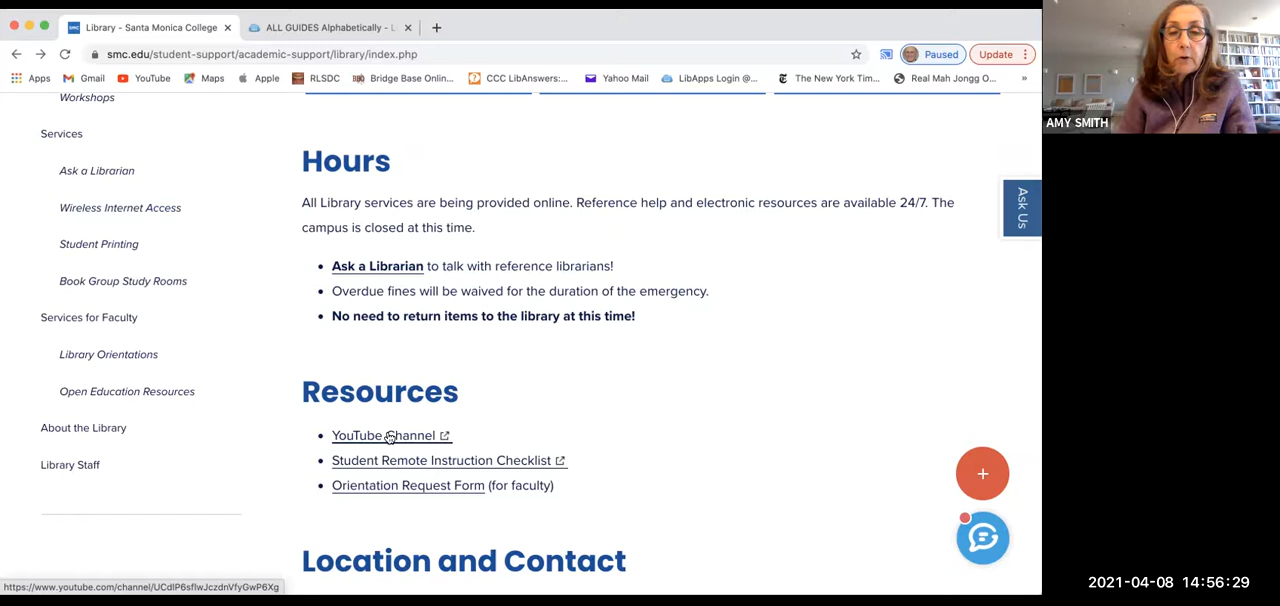 Library - Santa Monica College
ALL GUIDES Alphabetically - L
smc.edu/student-support/academic-support/library/index.php
Paused
Update
Apps
Gmail
YouTube
Maps
Apple
RLSDC
Bridge Base Onlin...
CCC LibAnswers:...
Yahoo Mail
LibApps Login @...
The New York Tim...
Real Mah Jongg O...
»
AMY SMITH
Workshops
Services
Ask a Librarian
Wireless Internet Access
Student Printing
Book Group Study Rooms
Services for Faculty
Library Orientations
Open Education Resources
About the Library
Library Staff
Hours
All Library services are being provided online. Reference help and electronic resources are available 24/7. The
campus is closed at this time.
• Ask a Librarian to talk with reference librarians!
• Overdue fines will be waived for the duration of the emergency.
• No need to return items to the library at this time!
Resources
• YouTube Channel
• Student Remote Instruction Checklist
• Orientation Request Form (for faculty)
Location and Contact
Ask Us
2021-04-08 14:56:29